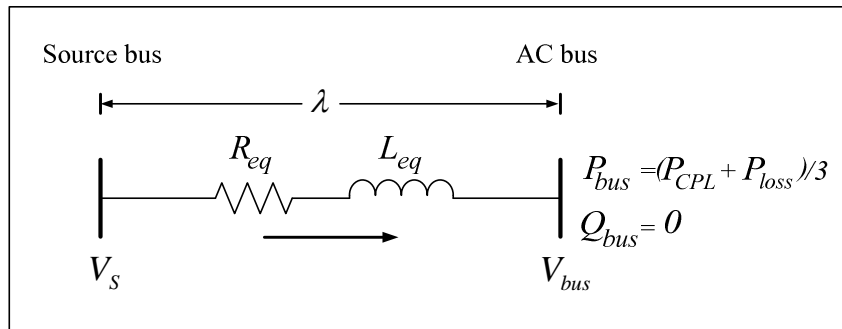 Source bus
AC bus
λ
R_eq
L_eq
P_bus =(P_CPL + P_loss)/3
Q_bus= 0
V_S
V_bus